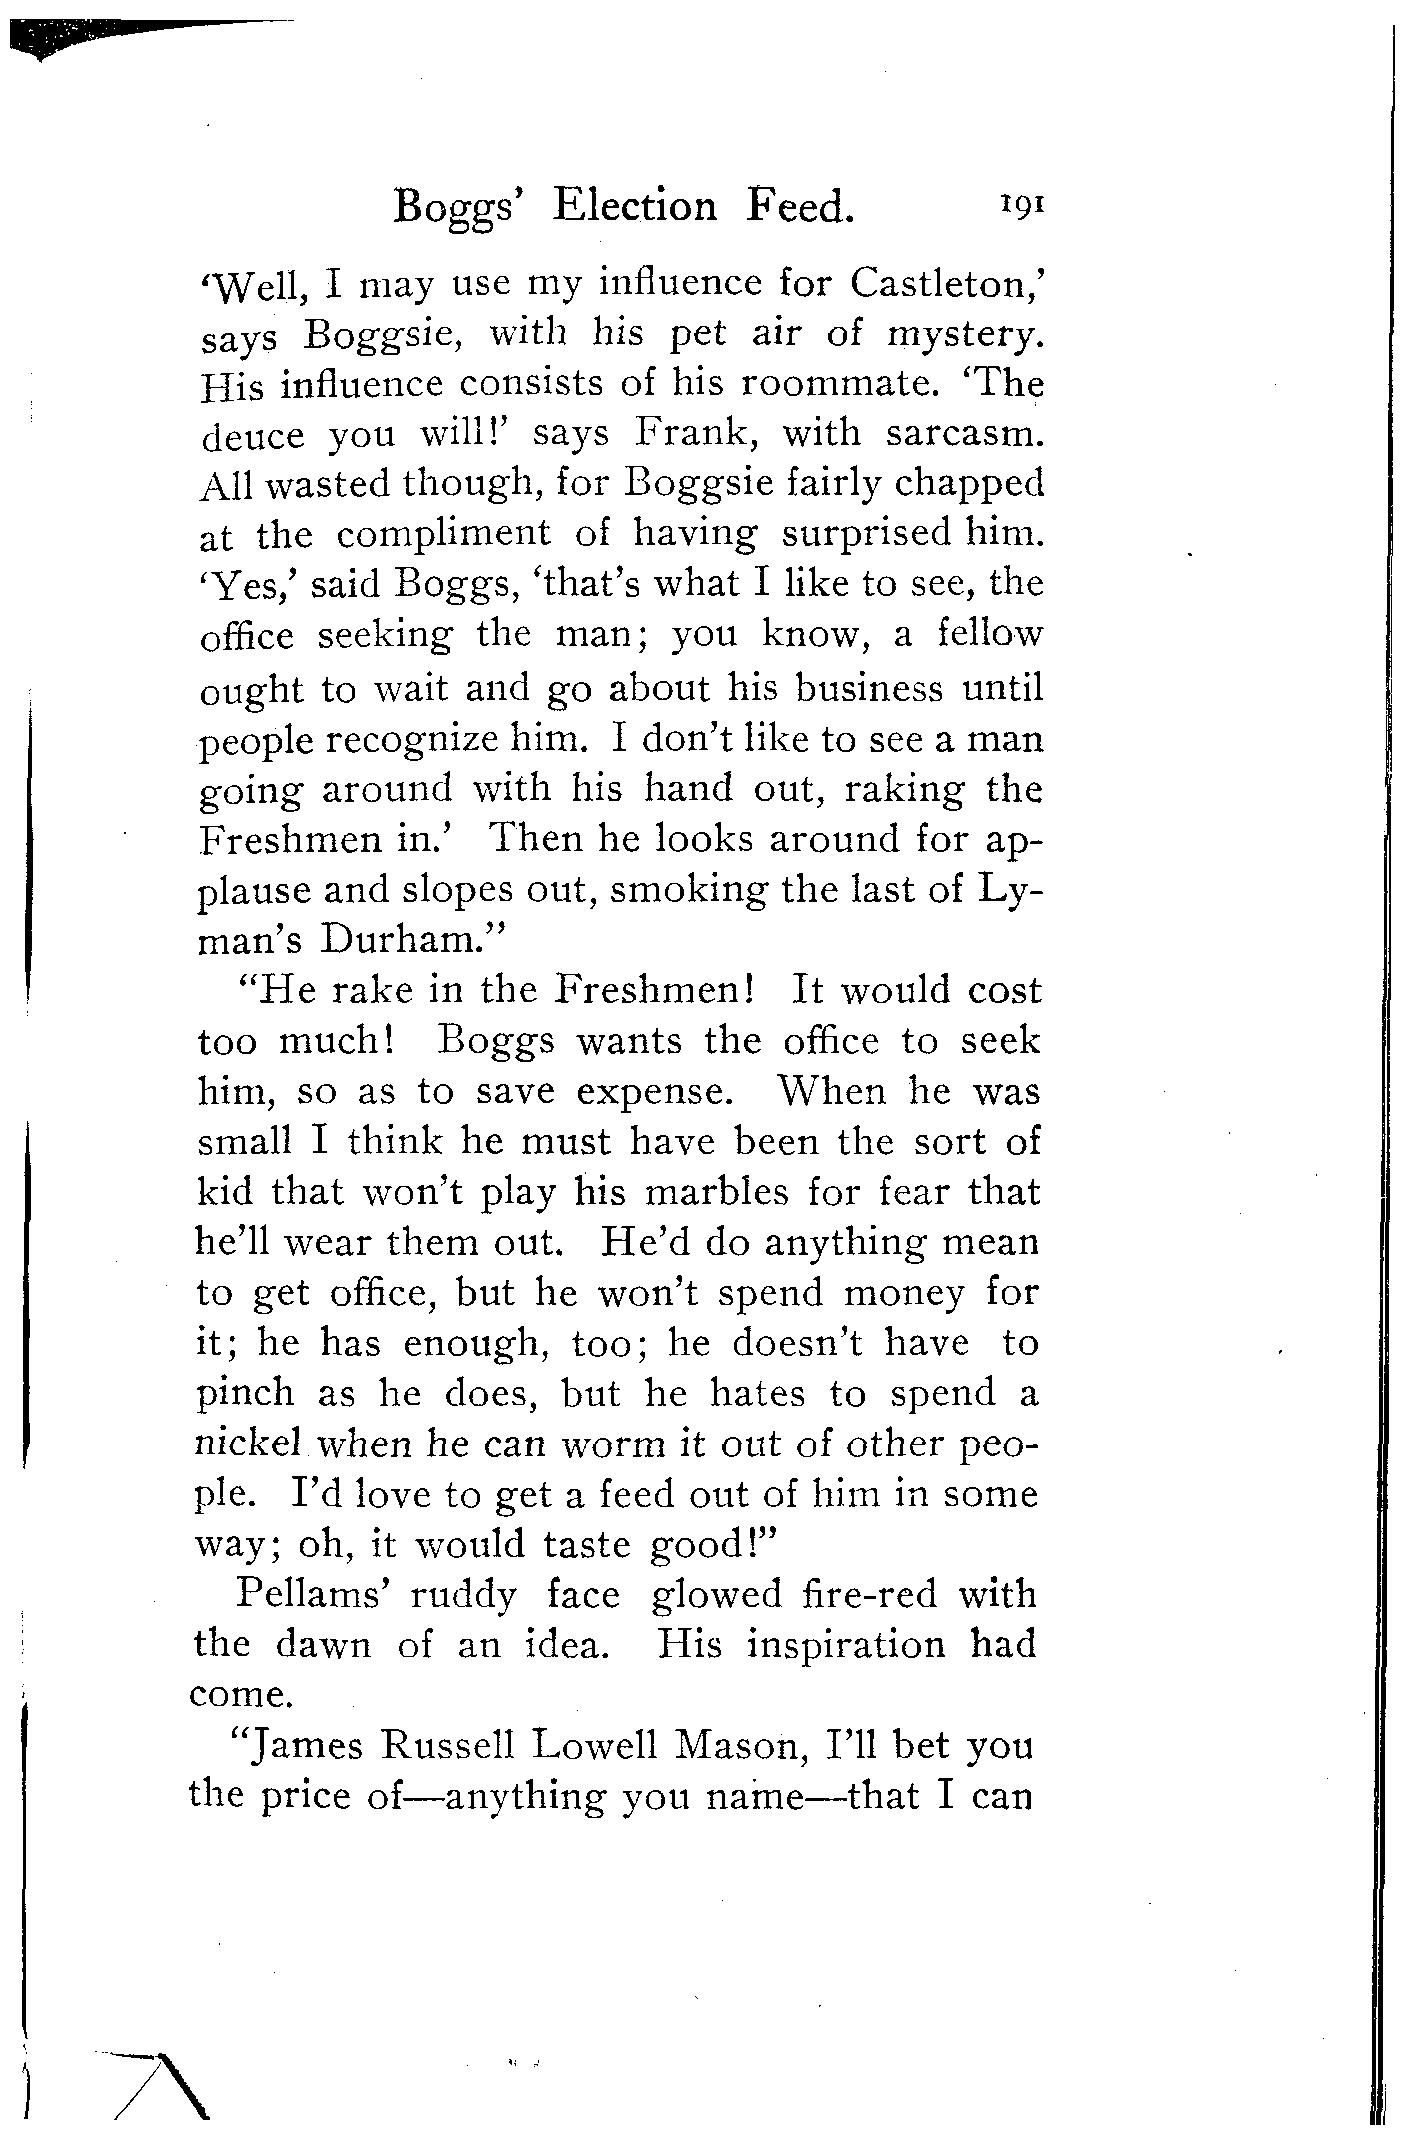 Boggs' Election Feed. 191
'Well, I may use my influence for Castleton,'
says Boggsie, with his pet air of mystery.
His influence consists of his roommate. 'The
deuce you will!' says Frank, with sarcasm.
All wasted though, for Boggsie fairly chapped
at the compliment of having surprised him.
'Yes,' said Boggs, 'that's what I like to see, the
office seeking the man; you know, a fellow
ought to wait and go about his business until
people recognize him. I don't like to see a man
going around with his hand out, raking the
Freshmen in.' Then he looks around for ap-
plause and slopes out, smoking the last of Ly-
man's Durham."
"He rake in the Freshmen! It would cost
too much! Boggs wants the office to seek
him, so as to save expense. When he was
small I think he must have been the sort of
kid that won't play his marbles for fear that
he'll wear them out. He'd do anything mean
to get office, but he won't spend money for
it; he has enough, too; he doesn't have to
pinch as he does, but he hates to spend a
nickel when he can worm it out of other peo-
ple. I'd love to get a feed out of him in some
way; oh, it would taste good!"
Pellams' ruddy face glowed fire-red with
the dawn of an idea. His inspiration had
come.
"James Russell Lowell Mason, I'll bet you
the price of—anything you name—that I can